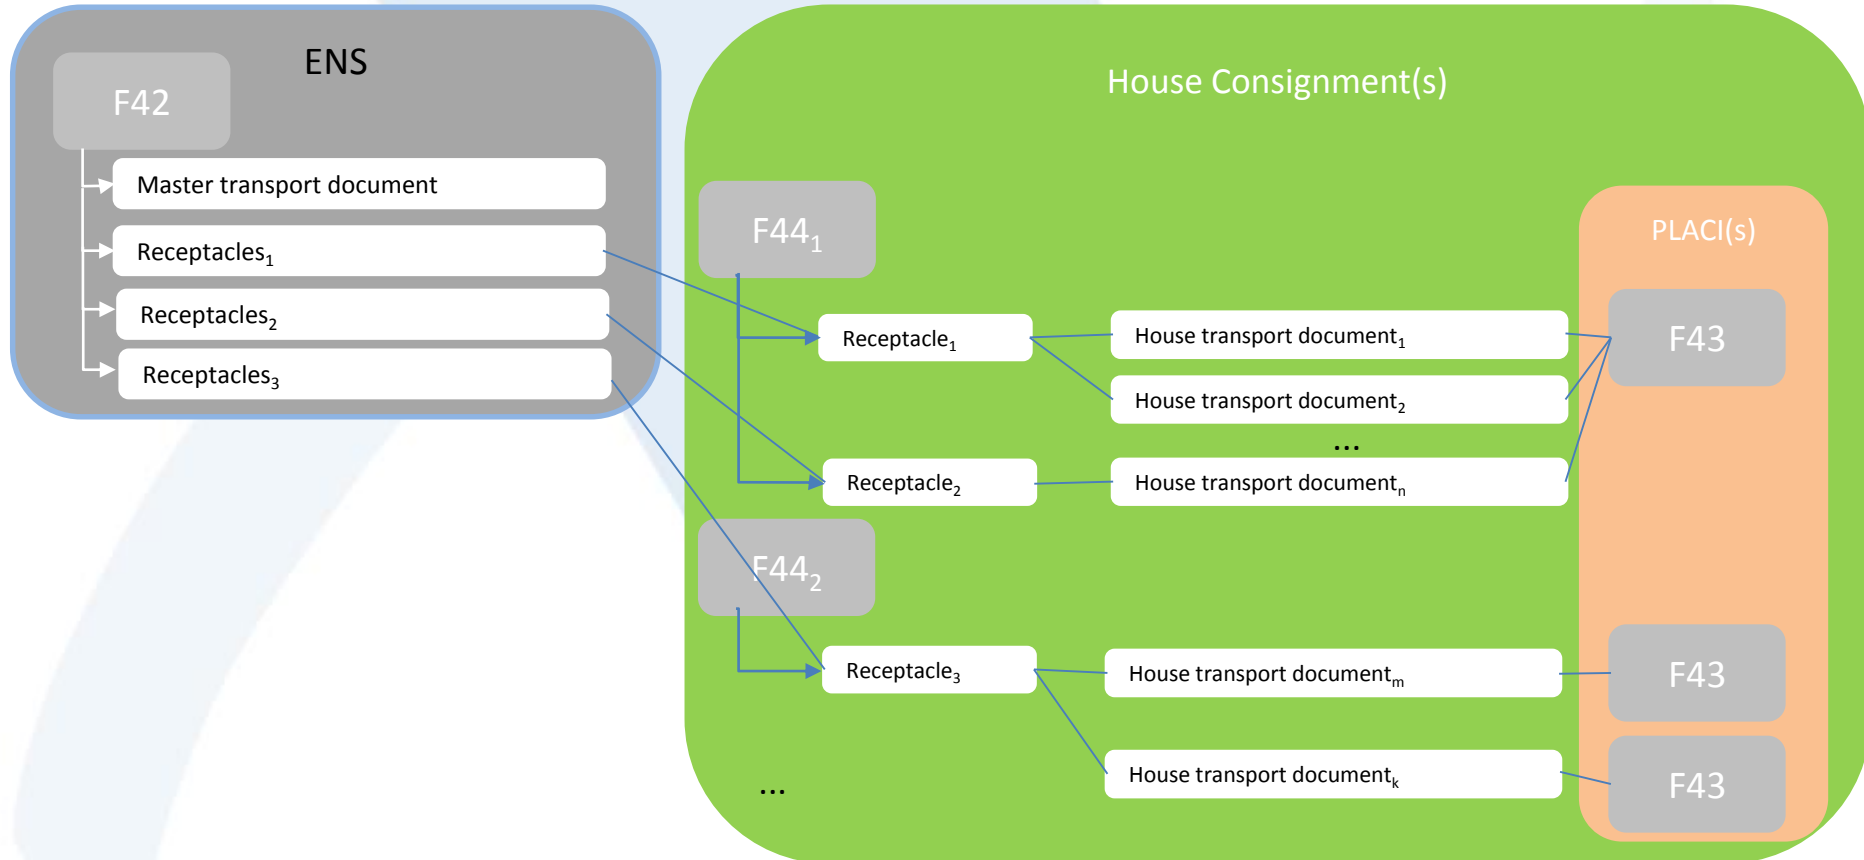 ENS
F42
Master transport document
Receptacles₁
Receptacles₂
Receptacles₃
House Consignment(s)
F44₁
Receptacle₁
House transport document₁
House transport document₂
...
Receptacle₂
House transport documentₙ
F44₂
Receptacle₃
House transport documentₘ
House transport documentₖ
...
PLACI(s)
F43
F43
F43